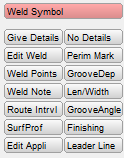 Weld Symbol
Give Details No Details
Edit Weld Perim Mark
Weld Points GrooveDep
Weld Note Len/Width
Route Intrvl GrooveAngle
SurfProf Finishing
Edit Appli Leader Line